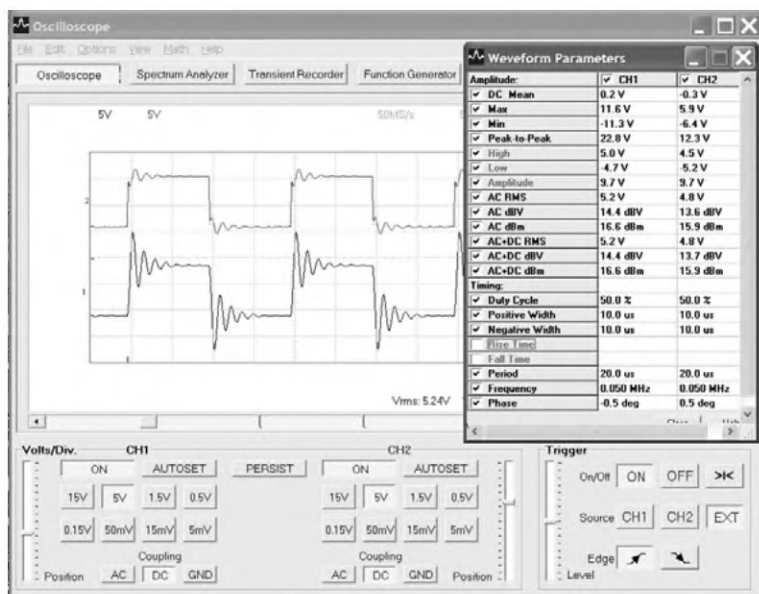 Oscilloscope
File Edit Options View Math Help
Oscilloscope Spectrum Analyzer Transient Recorder Function Generator
5V 5V 50MS/s
2
1
Vrms: 5.24V
Waveform Parameters
Amplitude: CH1 CH2
DC Mean 0.2 V -0.3 V
Max 11.6 V 5.9 V
Min -11.3 V -6.4 V
Peak-to-Peak 22.8 V 12.3 V
High 5.0 V 4.5 V
Low -4.7 V -5.2 V
Amplitude 9.7 V 9.7 V
AC RMS 5.2 V 4.8 V
AC dBV 14.4 dBV 13.6 dBV
AC dBm 16.6 dBm 15.9 dBm
AC+DC RMS 5.2 V 4.8 V
AC+DC dBV 14.4 dBV 13.7 dBV
AC+DC dBm 16.6 dBm 15.9 dBm
Timing:
Duty Cycle 50.0 % 50.0 %
Positive Width 10.0 us 10.0 us
Negative Width 10.0 us 10.0 us
Rise Time
Fall Time
Period 20.0 us 20.0 us
Frequency 0.050 MHz 0.050 MHz
Phase -0.5 deg 0.5 deg
Volts/Div. CH1 CH2
ON AUTOSET PERSIST ON AUTOSET
15V 5V 1.5V 0.5V 15V 5V 1.5V 0.5V
0.15V 50mV 15mV 5mV 0.15V 50mV 15mV 5mV
Coupling Coupling
Position AC DC GND AC DC GND Position
Trigger
On/Off ON OFF
Source CH1 CH2 EXT
Edge
Level